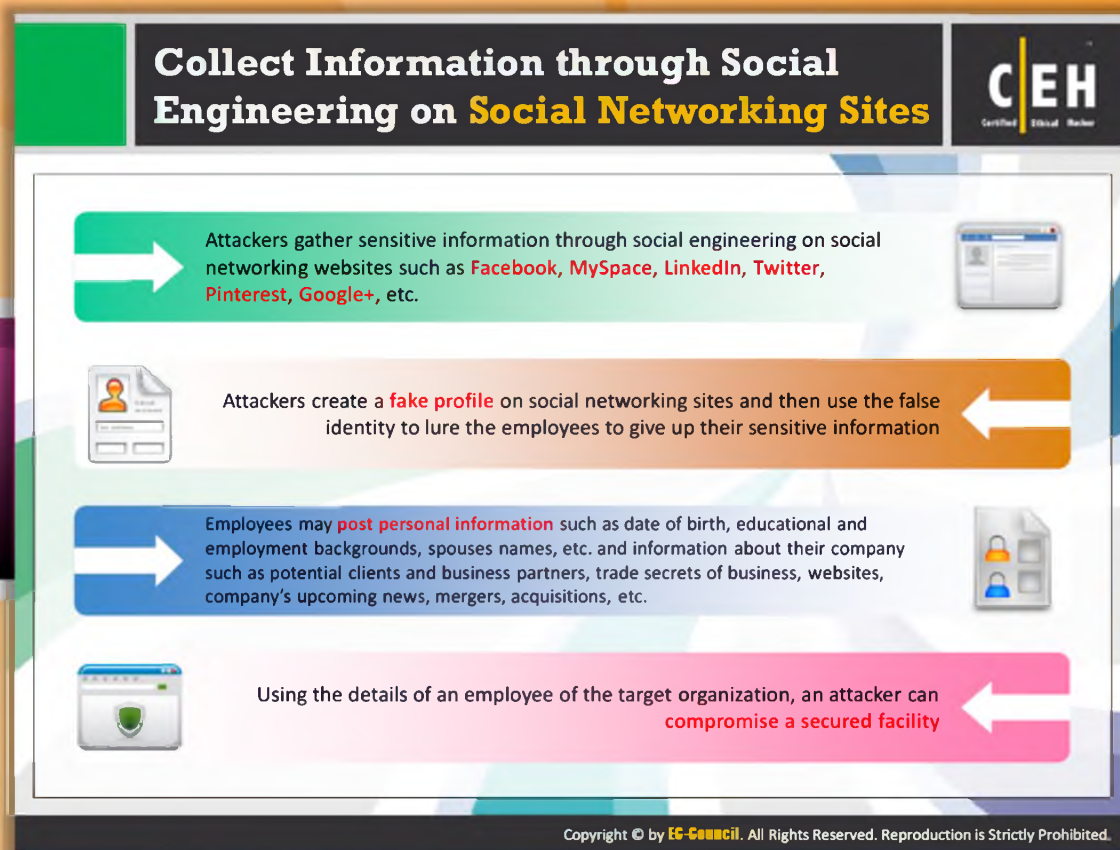 Collect Information through Social
Engineering on Social Networking Sites
C|EH
Certified Ethical Hacker
Attackers gather sensitive information through social engineering on social
networking websites such as Facebook, MySpace, LinkedIn, Twitter,
Pinterest, Google+, etc.
Attackers create a fake profile on social networking sites and then use the false
identity to lure the employees to give up their sensitive information
Employees may post personal information such as date of birth, educational and
employment backgrounds, spouses names, etc. and information about their company
such as potential clients and business partners, trade secrets of business, websites,
company's upcoming news, mergers, acquisitions, etc.
Using the details of an employee of the target organization, an attacker can
compromise a secured facility
Copyright © by EC-Council. All Rights Reserved. Reproduction is Strictly Prohibited.